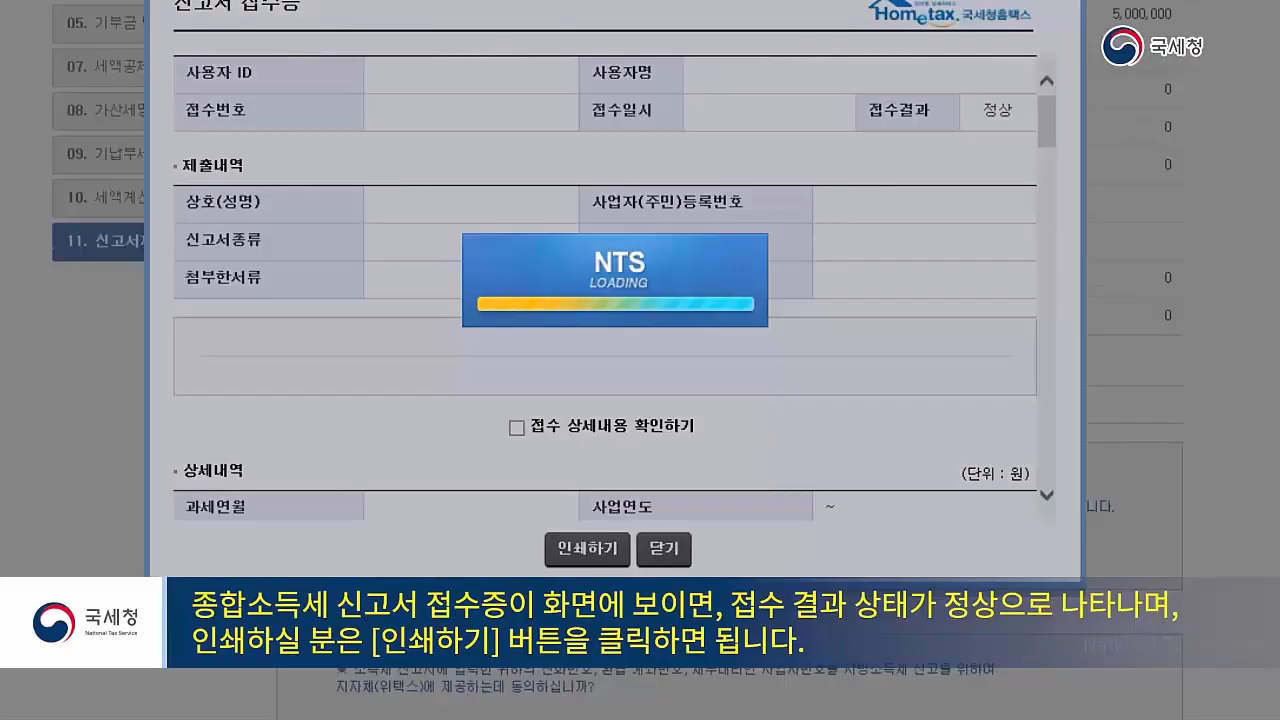 신고서 접수증
Hometax. 국세청홈택스
5,000,000
국세청
05. 기부금
07. 세액공제
08. 가산세명
09. 기납부세
10. 세액계산
11. 신고서제
사용자 ID
사용자명
0
접수번호
접수일시
접수결과
정상
0
제출내역
0
상호(성명)
사업자(주민)등록번호
신고서종류
첨부한서류
0
NTS
LOADING
0
접수 상세내용 확인하기
상세내역
(단위 : 원)
과세연월
사업연도
~
니다.
인쇄하기
닫기
국세청
National Tax Service
종합소득세 신고서 접수증이 화면에 보이면, 접수 결과 상태가 정상으로 나타나며,
인쇄하실 분은 [인쇄하기] 버튼을 클릭하면 됩니다.
지자체(위택스)에 제공하는데 동의하십니까?